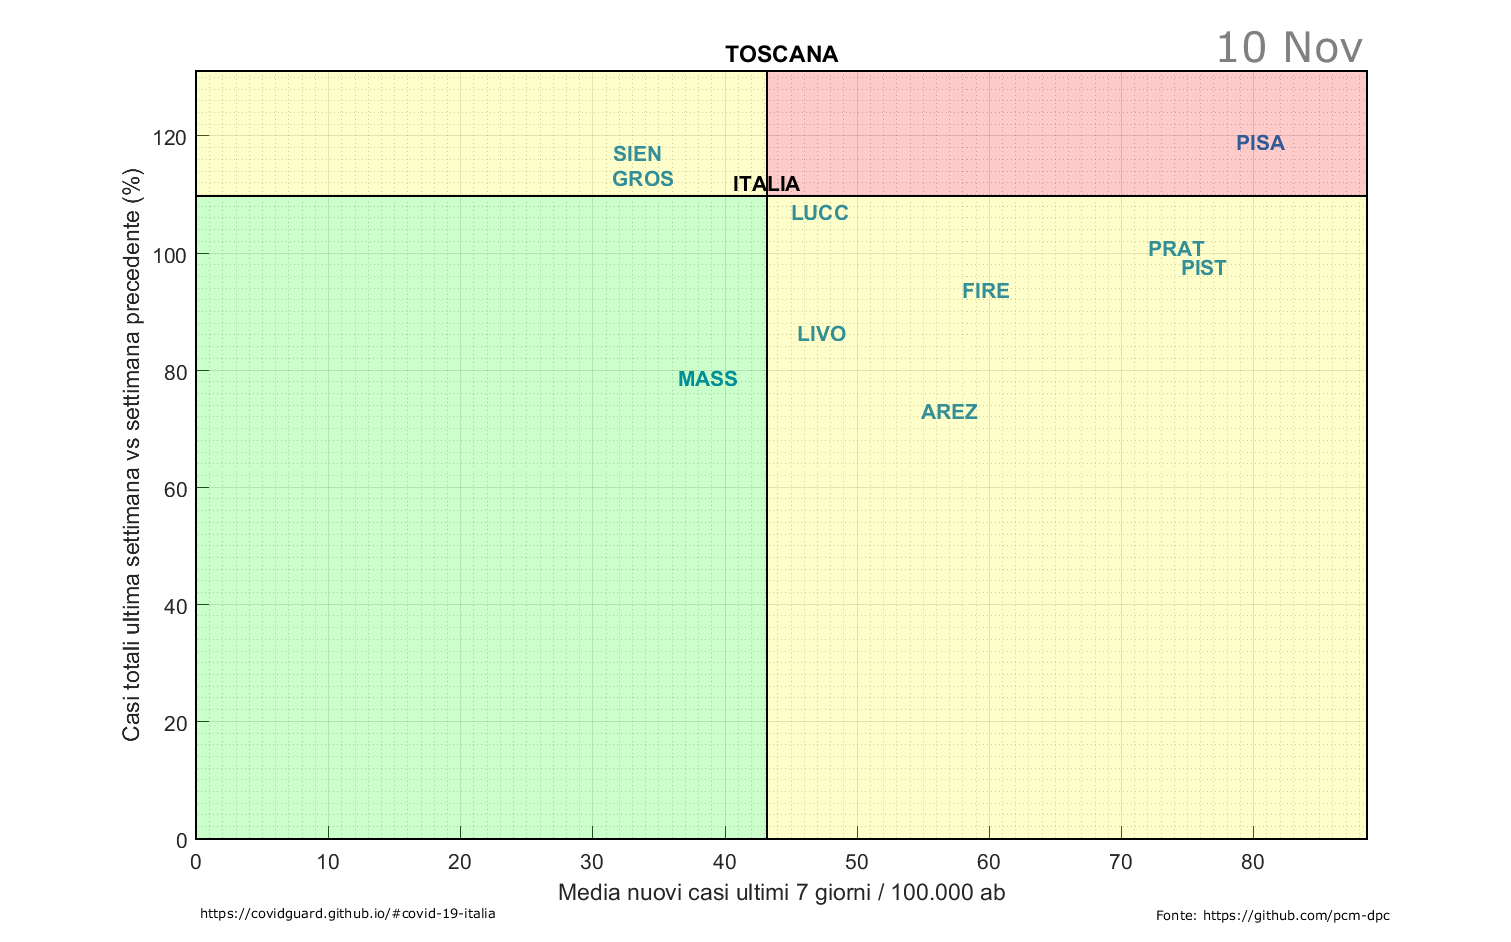 10 Nov
TOSCANA
120
100
80
60
40
20
0
Casi totali ultima settimana vs settimana precedente (%)
PISA
SIEN
GROS
ITALIA
LUCC
PRAT
PIST
FIRE
LIVO
MASS
AREZ
0 10 20 30 40 50 60 70 80
Media nuovi casi ultimi 7 giorni / 100.000 ab
https://covidguard.github.io/#covid-19-italia
Fonte: https://github.com/pcm-dpc